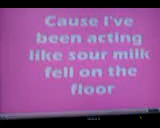 Cause I've
been acting
like sour milk
fell on the
floor